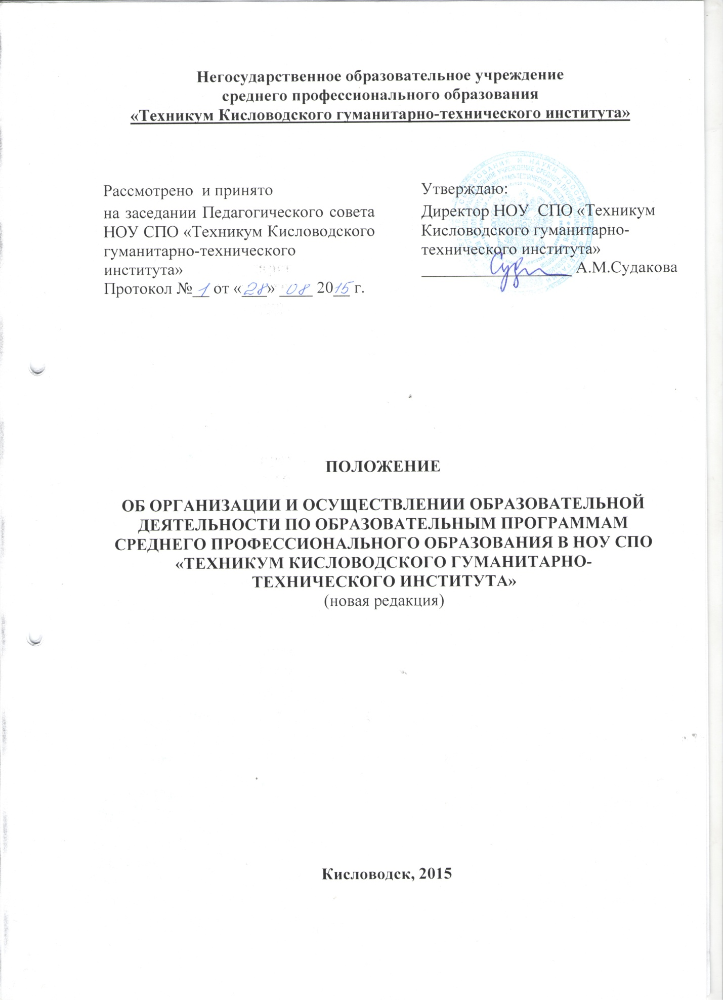 Негосударственное образовательное учреждение
среднего профессионального образования
«Техникум Кисловодского гуманитарно-технического института»
Рассмотрено и принято
на заседании Педагогического совета
НОУ СПО «Техникум Кисловодского
гуманитарно-технического
института»
Протокол № 1 от «28» 08 2015 г.
Утверждаю:
Директор НОУ СПО «Техникум
Кисловодского гуманитарно-
технического института»
А.М.Судакова
ПОЛОЖЕНИЕ
ОБ ОРГАНИЗАЦИИ И ОСУЩЕСТВЛЕНИИ ОБРАЗОВАТЕЛЬНОЙ
ДЕЯТЕЛЬНОСТИ ПО ОБРАЗОВАТЕЛЬНЫМ ПРОГРАММАМ
СРЕДНЕГО ПРОФЕССИОНАЛЬНОГО ОБРАЗОВАНИЯ В НОУ СПО
«ТЕХНИКУМ КИСЛОВОДСКОГО ГУМАНИТАРНО-
ТЕХНИЧЕСКОГО ИНСТИТУТА»
(новая редакция)
Кисловодск, 2015